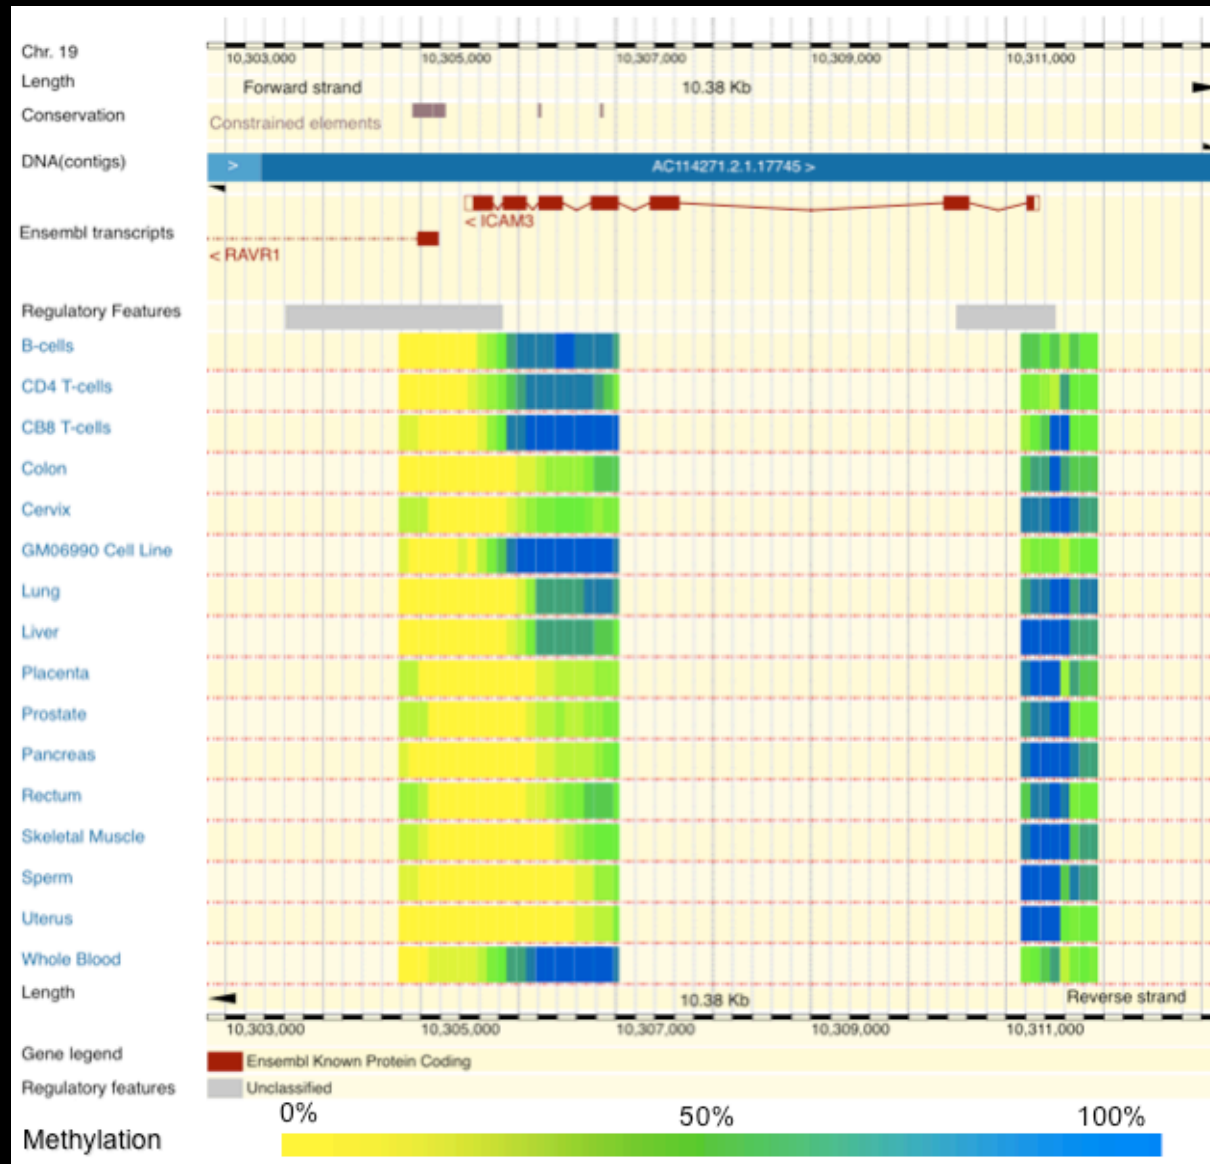 Chr. 19
10,303,000 10,305,000 10,307,000 10,309,000 10,311,000
Length Forward strand 10.38 Kb
Conservation
Constrained elements
DNA(contigs) > AC114271.2.1.17745 >
< ICAM3
Ensembl transcripts
< RAVR1
Regulatory Features
B-cells
CD4 T-cells
CB8 T-cells
Colon
Cervix
GM06990 Cell Line
Lung
Liver
Placenta
Prostate
Pancreas
Rectum
Skeletal Muscle
Sperm
Uterus
Whole Blood
Length 10.38 Kb Reverse strand
10,303,000 10,305,000 10,307,000 10,309,000 10,311,000
Gene legend Ensembl Known Protein Coding
Regulatory features Unclassified
0% 50% 100%
Methylation